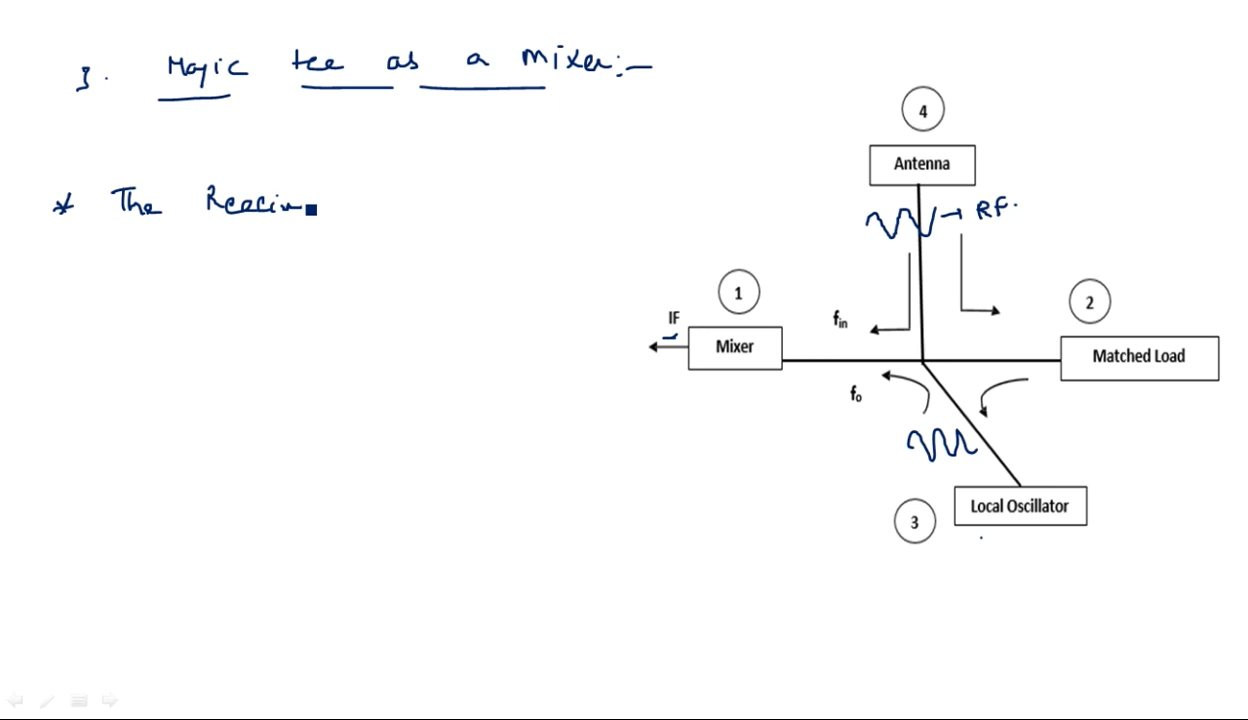 3. Magic tee as a mixer:-
4
Antenna
* The Receiv
→ RF.
1
2
IF
fin
Mixer
Matched Load
fo
Local Oscillator
3